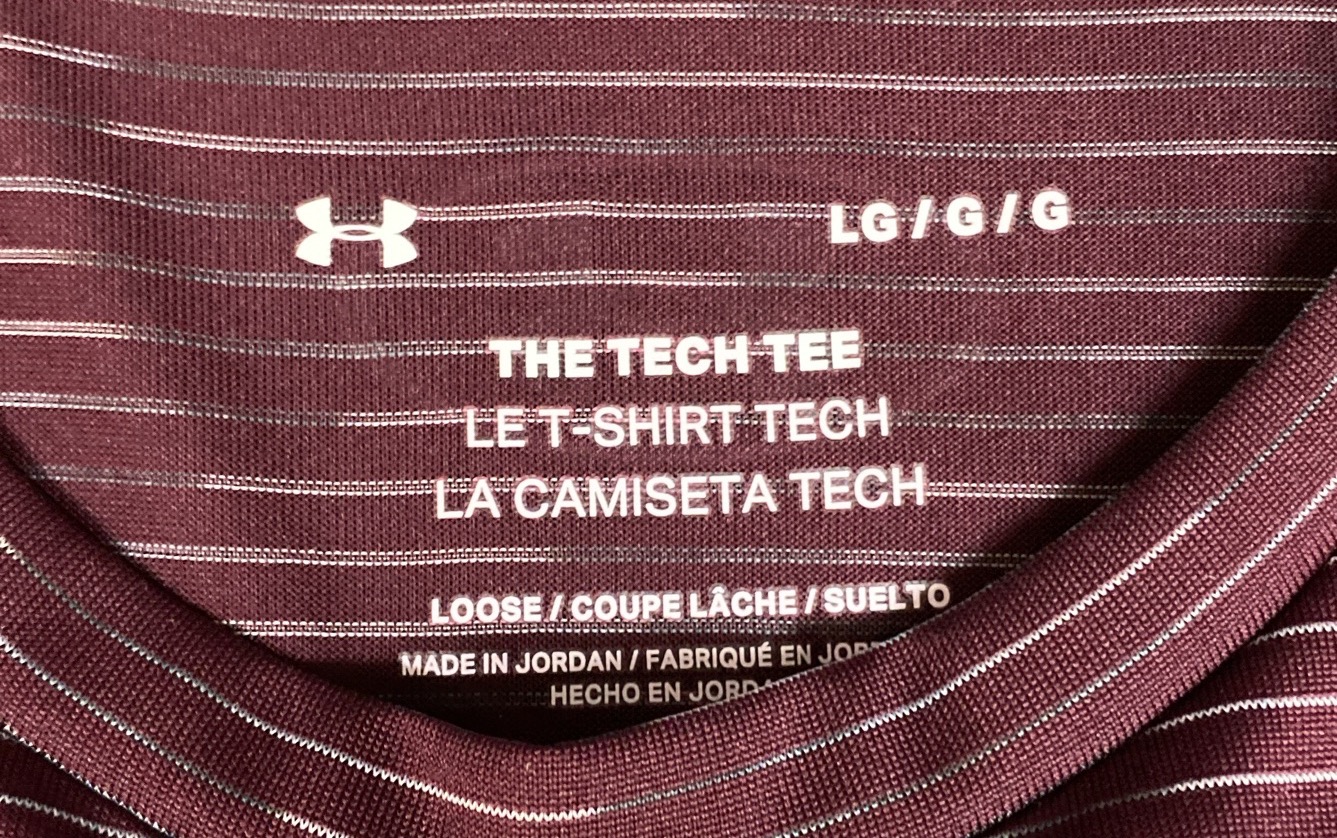 LG / G / G
THE TECH TEE
LE T-SHIRT TECH
LA CAMISETA TECH
LOOSE / COUPE LÂCHE / SUELTO
MADE IN JORDAN / FABRIQUÉ EN
HECHO EN